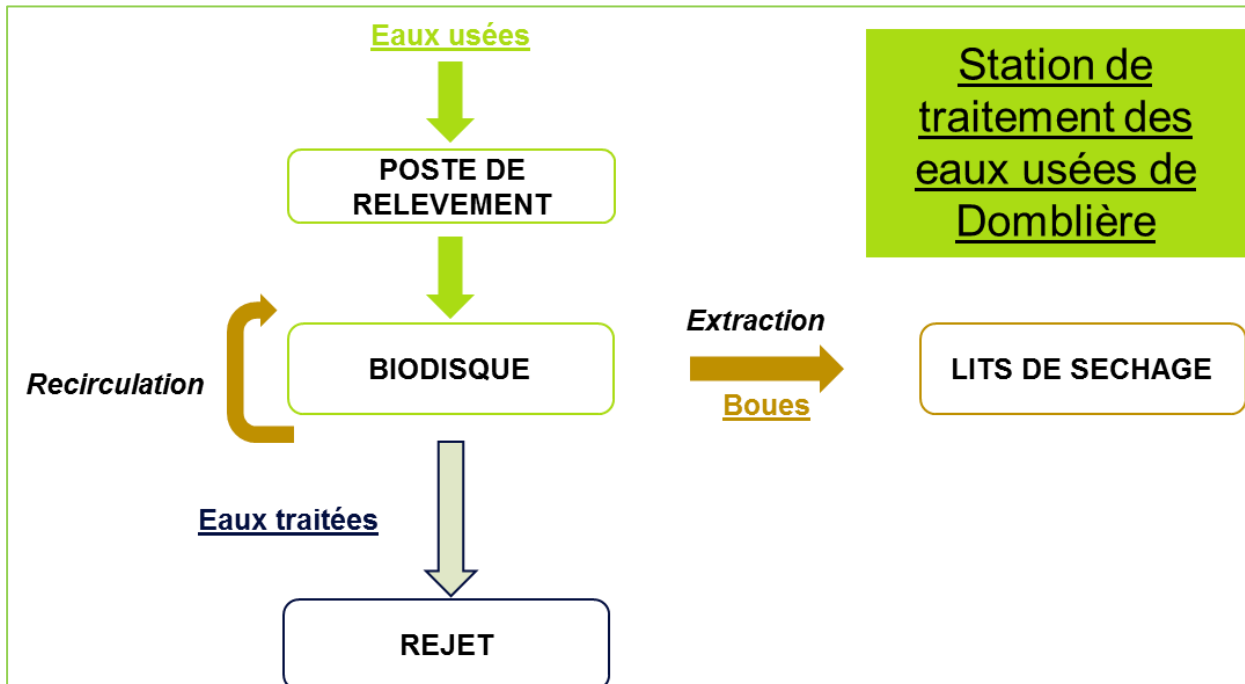 Eaux usées
Station de
traitement des
eaux usées de
Domblière
POSTE DE
RELEVEMENT
Recirculation
BIODISQUE
Extraction
Boues
LITS DE SECHAGE
Eaux traitées
REJET